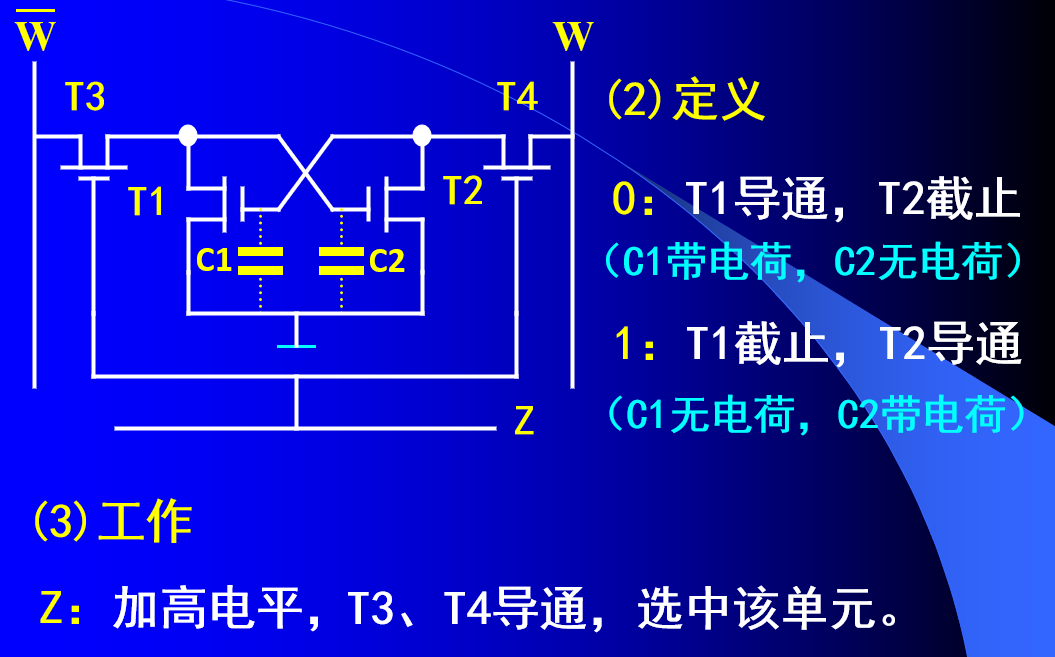 W̅ W
T3 T4
T1 T2
C1 C2
Z
(2)定义
0：T1导通，T2截止
（C1带电荷，C2无电荷）
1：T1截止，T2导通
（C1无电荷，C2带电荷）
(3)工作
Z：加高电平，T3、T4导通，选中该单元。